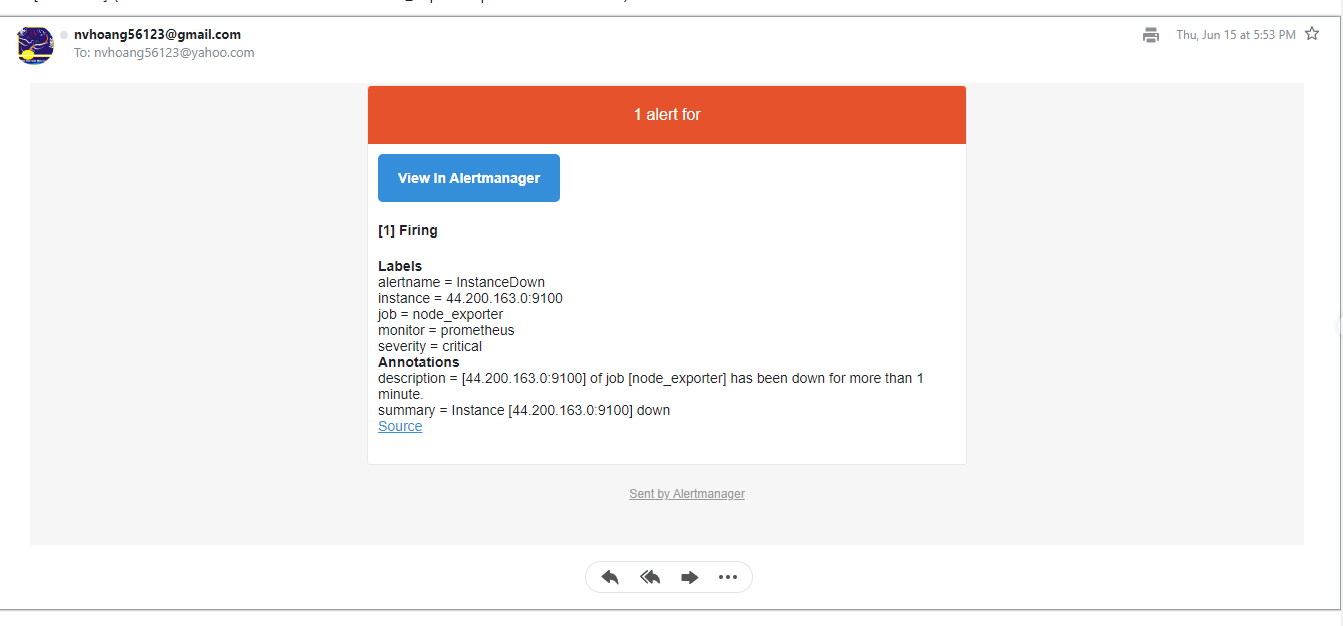 nvhoang56123@gmail.com
To: nvhoang56123@yahoo.com
Thu, Jun 15 at 5:53 PM
1 alert for
View In Alertmanager
[1] Firing
Labels
alertname = InstanceDown
instance = 44.200.163.0:9100
job = node_exporter
monitor = prometheus
severity = critical
Annotations
description = [44.200.163.0:9100] of job [node_exporter] has been down for more than 1
minute.
summary = Instance [44.200.163.0:9100] down
Source
Sent by Alertmanager